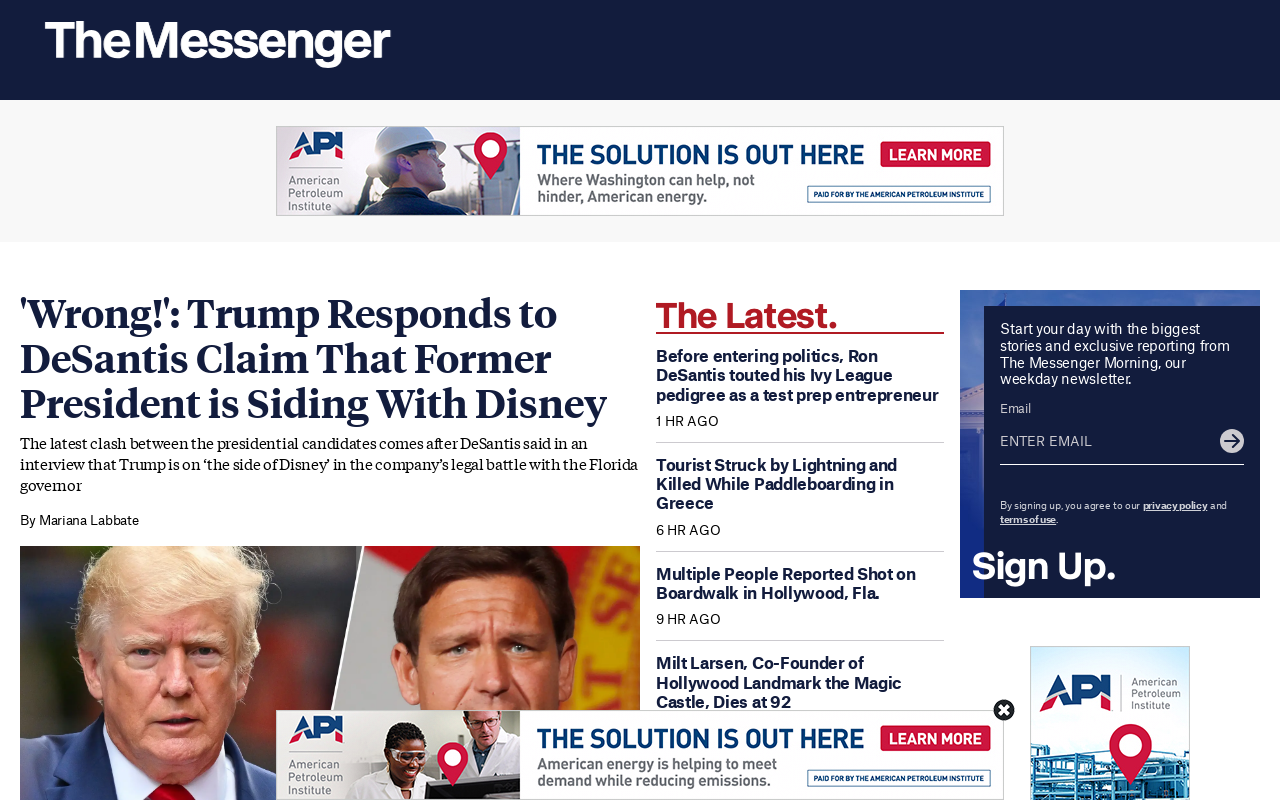 The Messenger
API
American
Petroleum
Institute
THE SOLUTION IS OUT HERE
Where Washington can help, not
hinder, American energy.
LEARN MORE
PAID FOR BY THE AMERICAN PETROLEUM INSTITUTE
'Wrong!': Trump Responds to
DeSantis Claim That Former
President is Siding With Disney
The latest clash between the presidential candidates comes after DeSantis said in an
interview that Trump is on ‘the side of Disney’ in the company’s legal battle with the Florida
governor
By Mariana Labbate
The Latest.
Before entering politics, Ron
DeSantis touted his Ivy League
pedigree as a test prep entrepreneur
1 HR AGO
Tourist Struck by Lightning and
Killed While Paddleboarding in
Greece
6 HR AGO
Multiple People Reported Shot on
Boardwalk in Hollywood, Fla.
9 HR AGO
Milt Larsen, Co-Founder of
Hollywood Landmark the Magic
Castle, Dies at 92
Start your day with the biggest
stories and exclusive reporting from
The Messenger Morning, our
weekday newsletter.
Email
ENTER EMAIL
By signing up, you agree to our privacy policy and
terms of use.
Sign Up.
API
American
Petroleum
Institute
API
American
Petroleum
Institute
THE SOLUTION IS OUT HERE
American energy is helping to meet
demand while reducing emissions.
LEARN MORE
PAID FOR BY THE AMERICAN PETROLEUM INSTITUTE